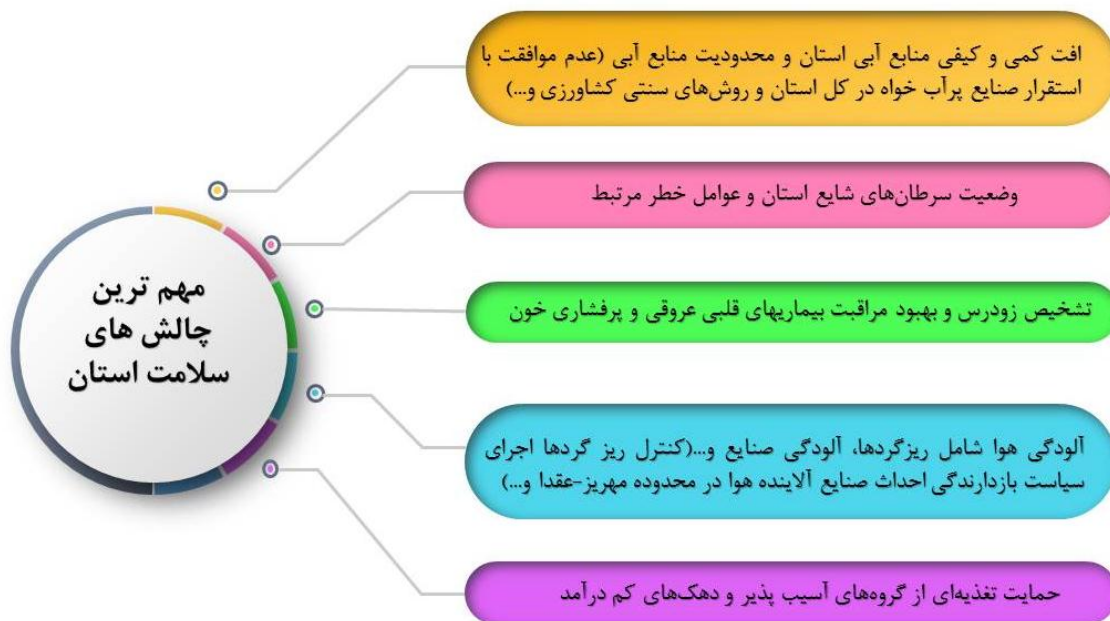 مهم ترین
چالش های
سلامت استان
افت کمی و کیفی منابع آبی استان و محدودیت منابع آبی (عدم موافقت با
استقرار صنایع پرآب خواه در کل استان و روش‌های سنتی کشاورزی و...)
وضعیت سرطان‌های شایع استان و عوامل خطر مرتبط
تشخیص زودرس و بهبود مراقبت بیماریهای قلبی عروقی و پرفشاری خون
آلودگی هوا شامل ریزگردها، آلودگی صنایع و...(کنترل ریز گردها اجرای
سیاست بازدارندگی احداث صنایع آلاینده هوا در محدوده مهریز-عقدا و...)
حمایت تغذیه‌ای از گروه‌های آسیب پذیر و دهک‌های کم درآمد